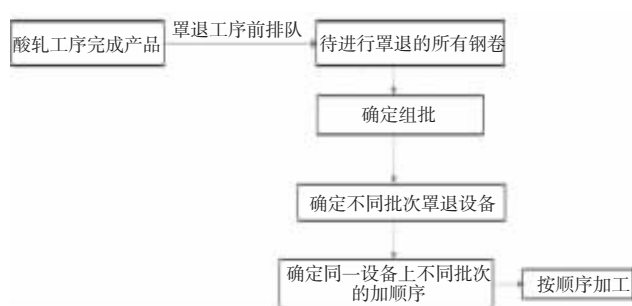 酸轧工序完成产品
罩退工序前排队
待进行罩退的所有钢卷
确定组批
确定不同批次罩退设备
确定同一设备上不同批次
的加顺序
按顺序加工